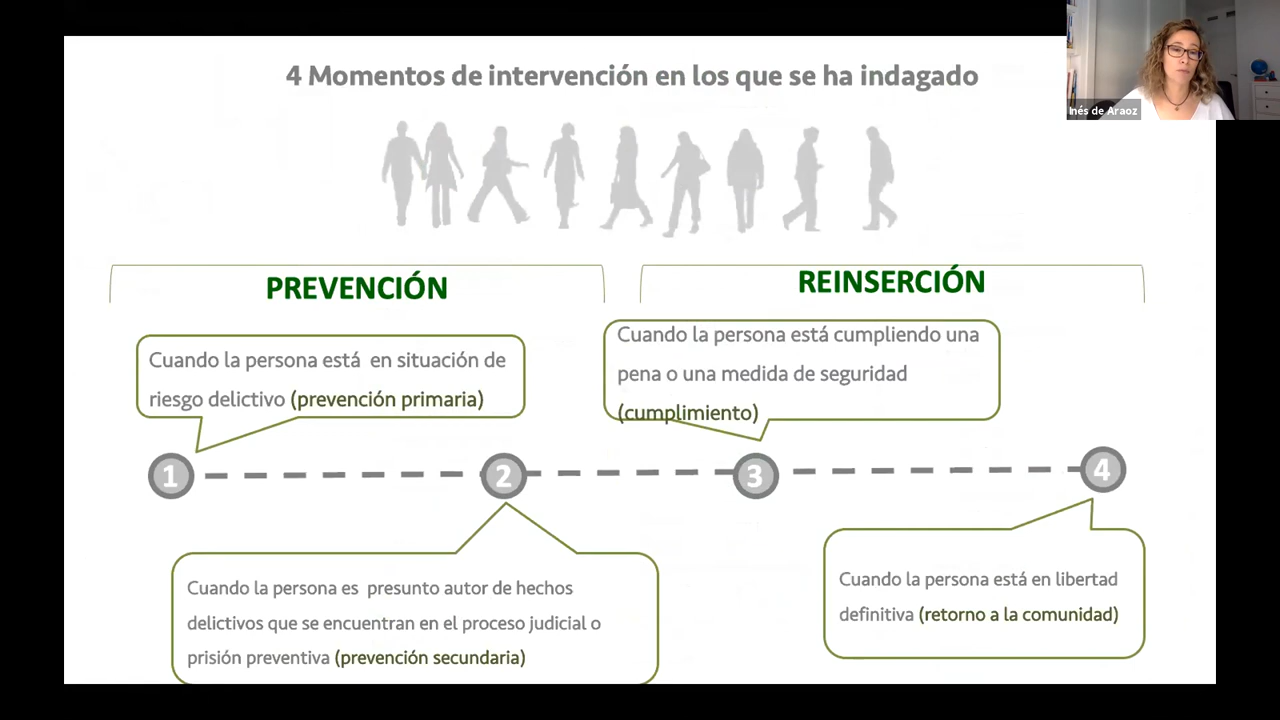 4 Momentos de intervención en los que se ha indagado
Inés de Araoz
PREVENCIÓN
REINSERCIÓN
Cuando la persona está en situación de
riesgo delictivo (prevención primaria)
Cuando la persona está cumpliendo una
pena o una medida de seguridad
(cumplimiento)
1
2
3
4
Cuando la persona es presunto autor de hechos
delictivos que se encuentran en el proceso judicial o
prisión preventiva (prevención secundaria)
Cuando la persona está en libertad
definitiva (retorno a la comunidad)